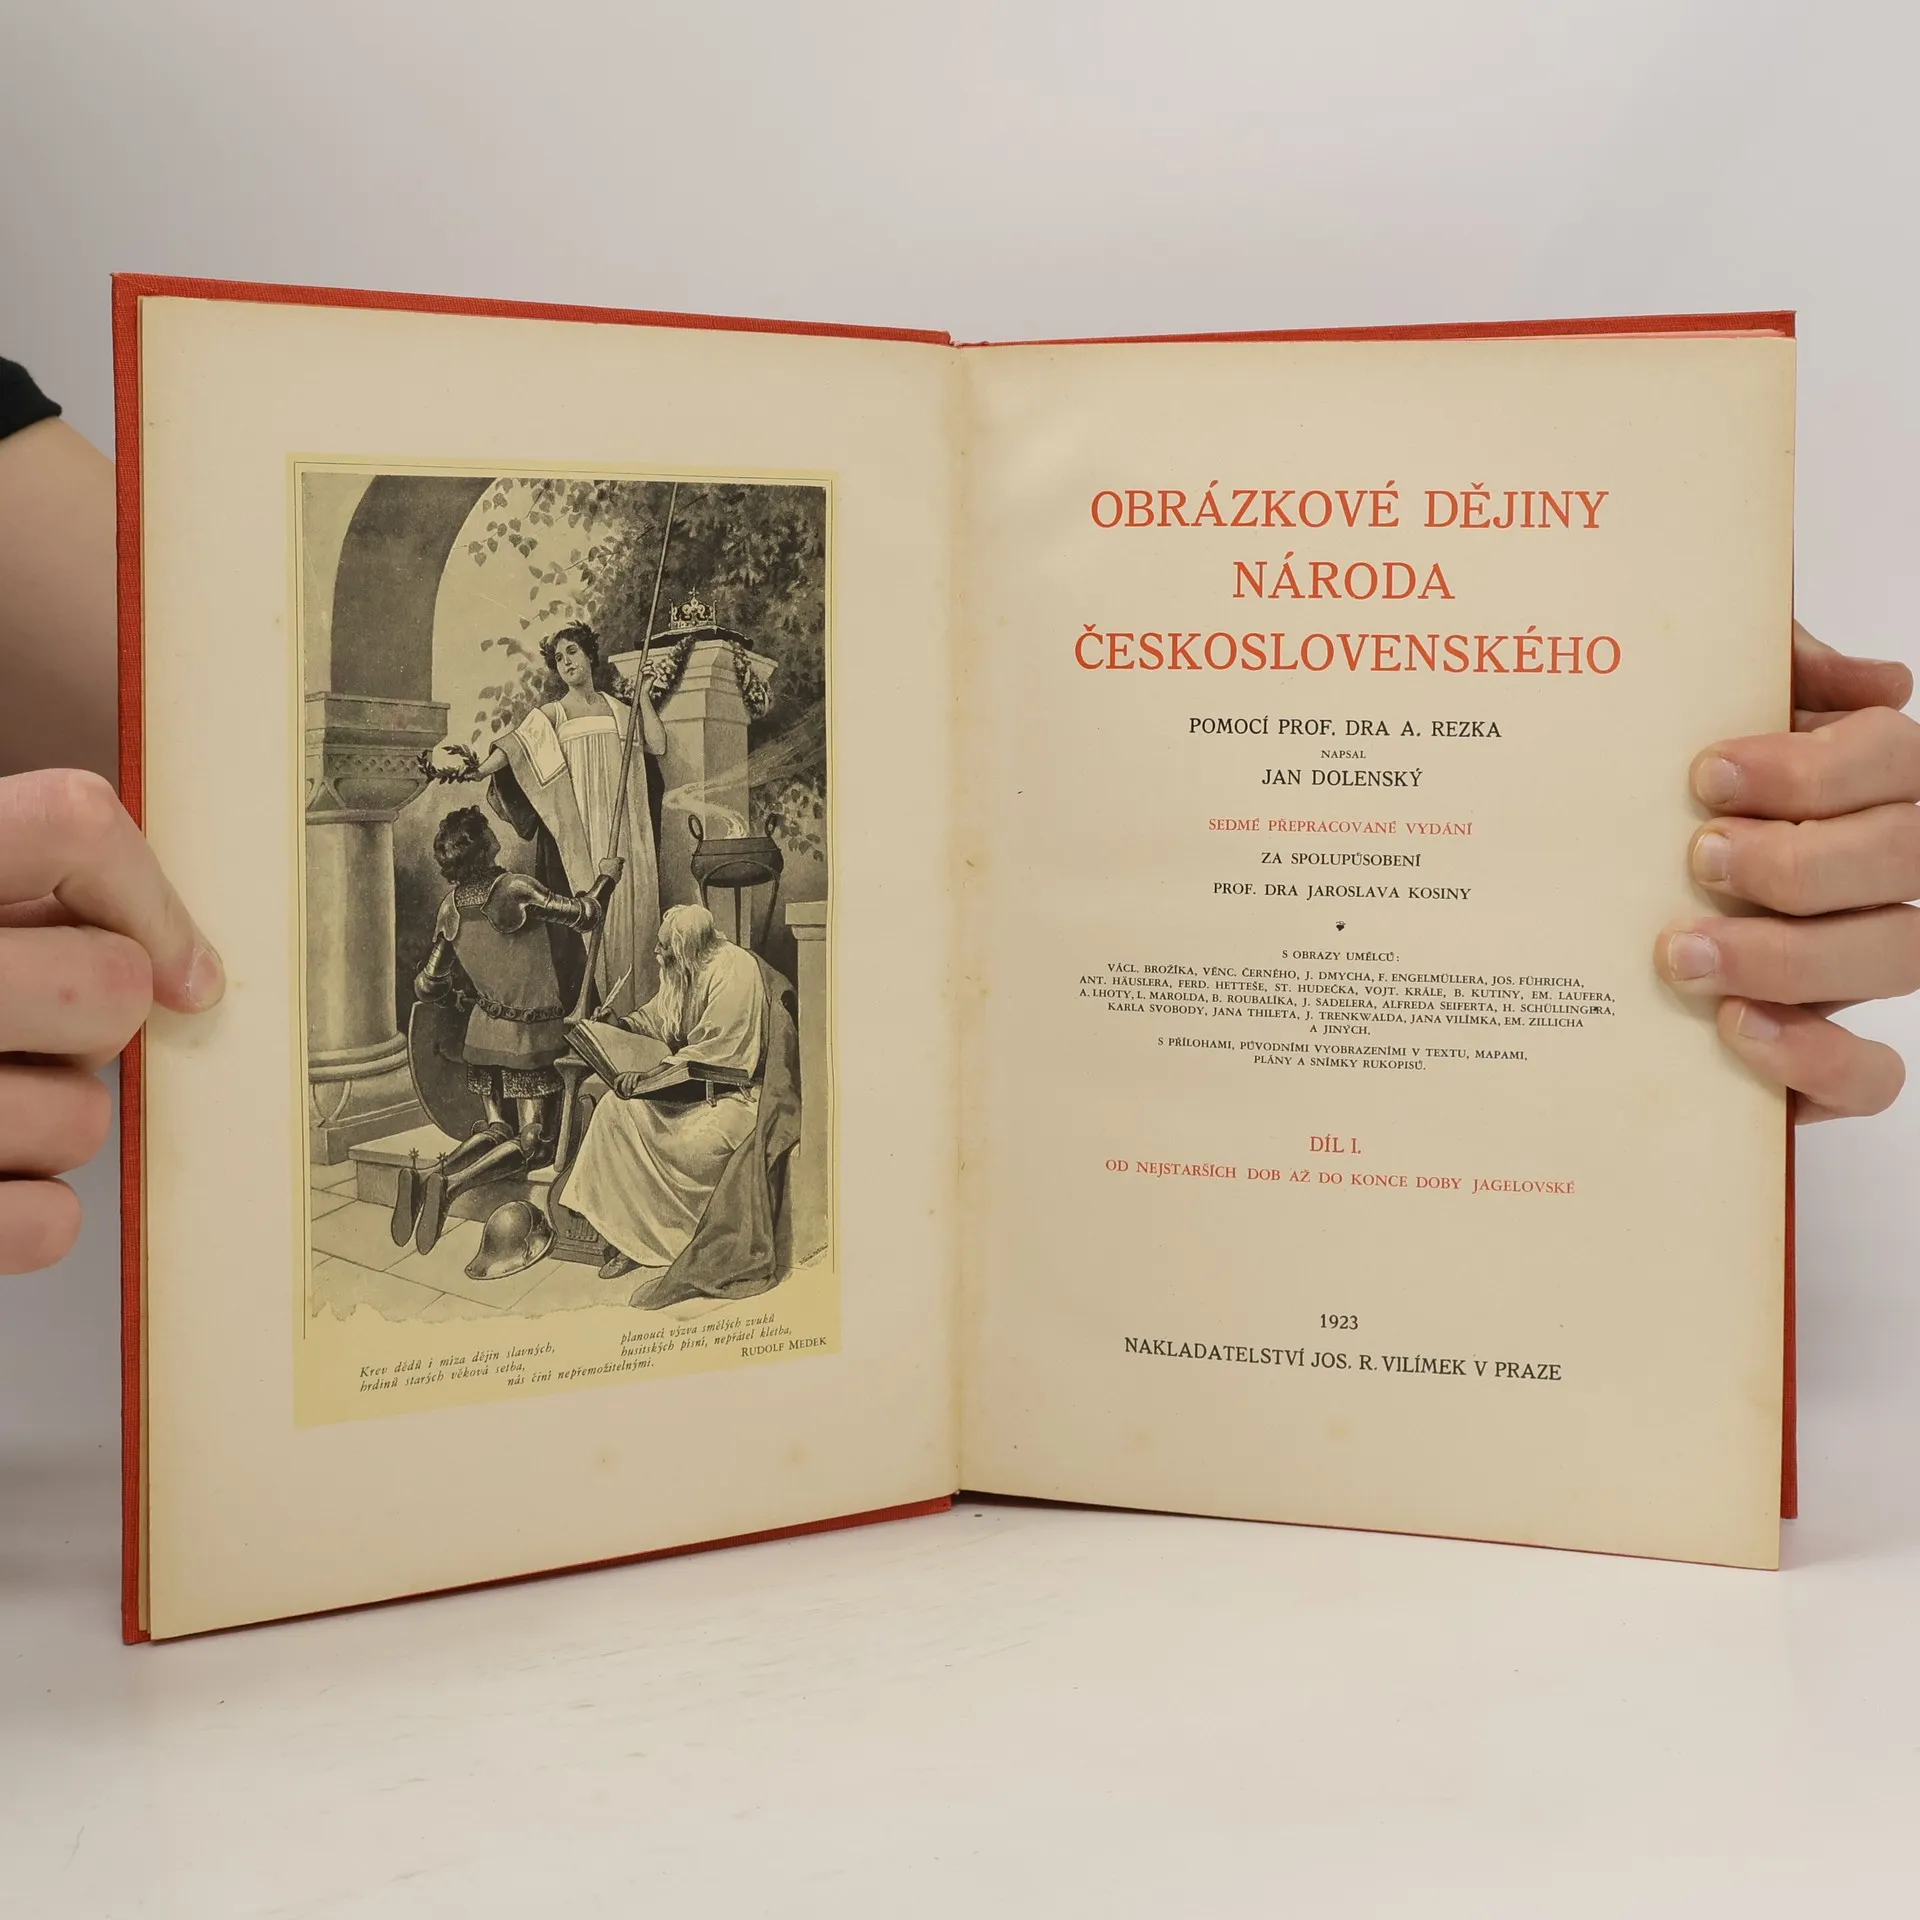 Krev dědů i míza dějin slavných,
hrdinů starých věková setba,
planoucí výzva smělých zvuků
husitských písní, nepřátel kletba,
nás činí nepřemožitelnými.
RUDOLF MEDEK
OBRÁZKOVÉ DĚJINY
NÁRODA
ČESKOSLOVENSKÉHO
POMOCÍ PROF. DRA A. REZKA
NAPSAL
JAN DOLENSKÝ
SEDMÉ PŘEPRACOVANÉ VYDÁNÍ
ZA SPOLUPŮSOBENÍ
PROF. DRA JAROSLAVA KOSINY
S OBRAZY UMĚLCŮ:
VÁCL. BROŽÍKA, VĚNC. ČERNÉHO, J. DMYCHA, F. ENGELMÜLLERA, JOS. FÜHRICHA,
ANT. HÄUSLERA, FERD. HETTEŠE, ST. HUDEČKA, VOJT. KRÁLE, B. KUTINY, EM. LAUFERA,
A. LHOTY, L. MAROLDA, B. ROUBALÍKA, J. SADELERA, ALFREDA SEIFERTA, H. SCHÜLLINGERA,
KARLA SVOBODY, JANA THILETA, J. TRENKWALDA, JANA VILÍMKA, EM. ZILLICHA
A JINÝCH.
S PŘÍLOHAMI, PŮVODNÍMI VYOBRAZENÍMI V TEXTU, MAPAMI,
PLÁNY A SNÍMKY RUKOPISŮ.
DÍL I.
OD NEJSTARŠÍCH DOB AŽ DO KONCE DOBY JAGELOVSKÉ
1923
NAKLADATELSTVÍ JOS. R. VILÍMEK V PRAZE